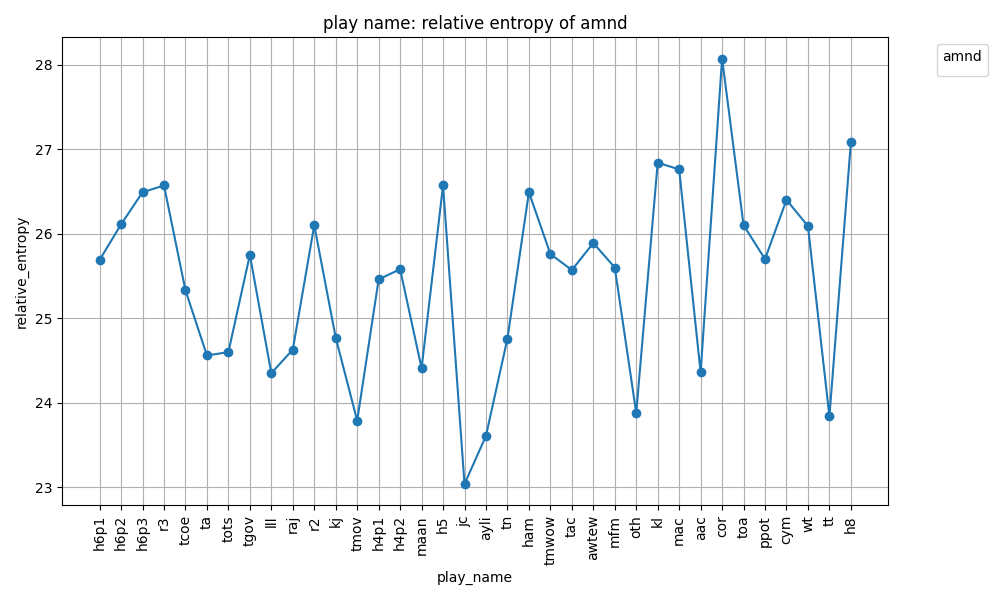 play name: relative entropy of amnd
amnd
relative_entropy
28
27
26
25
24
23
h6p1
h6p2
h6p3
r3
tcoe
ta
tots
tgov
lll
raj
r2
kj
tmov
h4p1
h4p2
maan
h5
jc
ayli
tn
ham
tmwow
tac
awtew
mfm
oth
kl
mac
aac
cor
toa
ppot
cym
wt
tt
h8
play_name